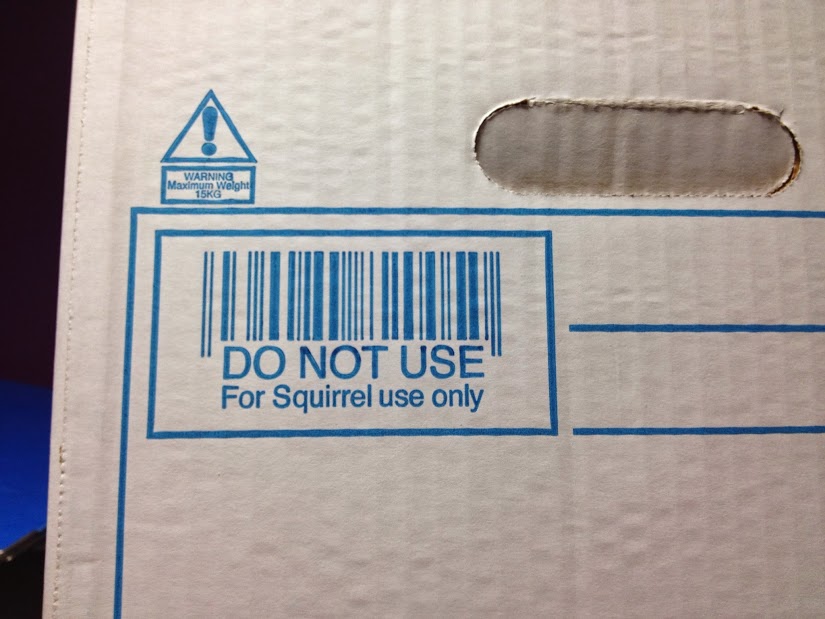 WARNING
Maximum Weight
15KG
DO NOT USE
For Squirrel use only